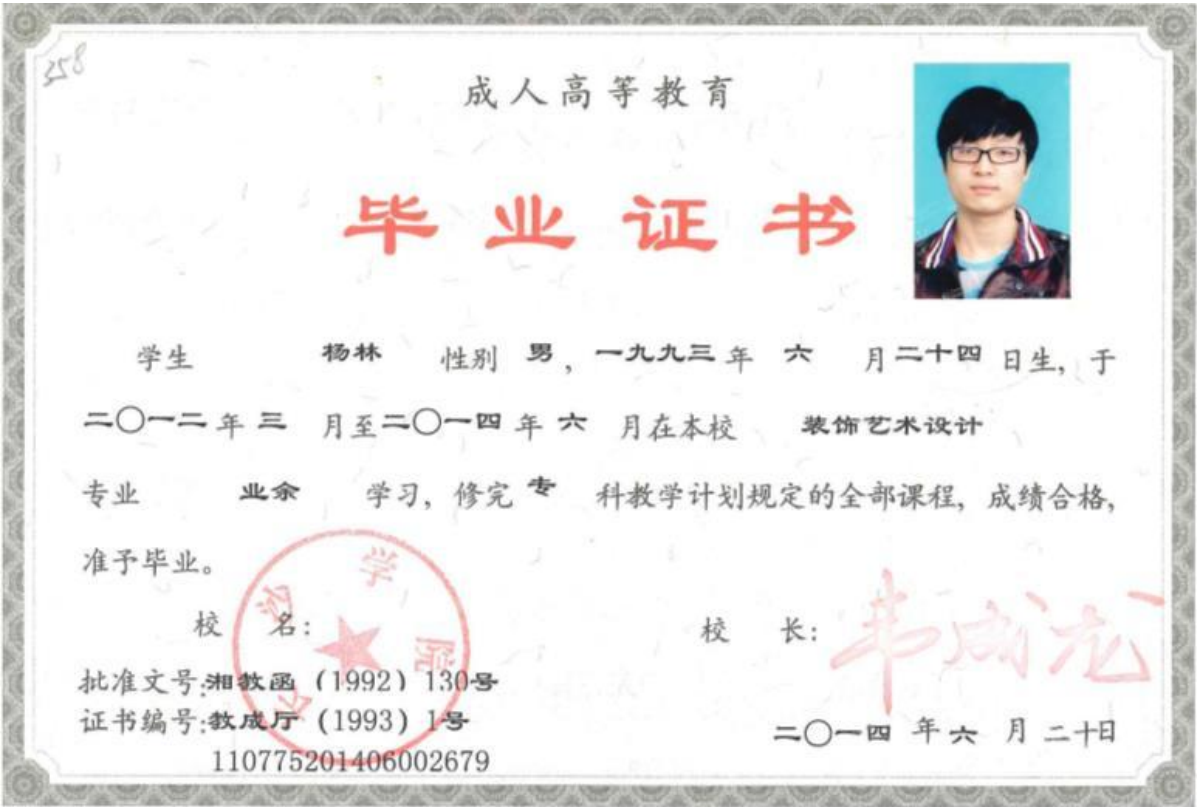 358
成人高等教育
毕业证书
学生 杨林 性别 男，一九九三年 六 月二十四日生，于
二〇一二年三 月至二〇一四年六 月在本校 装饰艺术设计
专业 业余 学习，修完 专 科教学计划规定的全部课程，成绩合格，
准予毕业。
校 名： 校 长：韦成龙
批准文号:湘教函（1992）130号
证书编号:教成厅（1993）1号
二〇一四 年六 月 二十日
110775201406002679